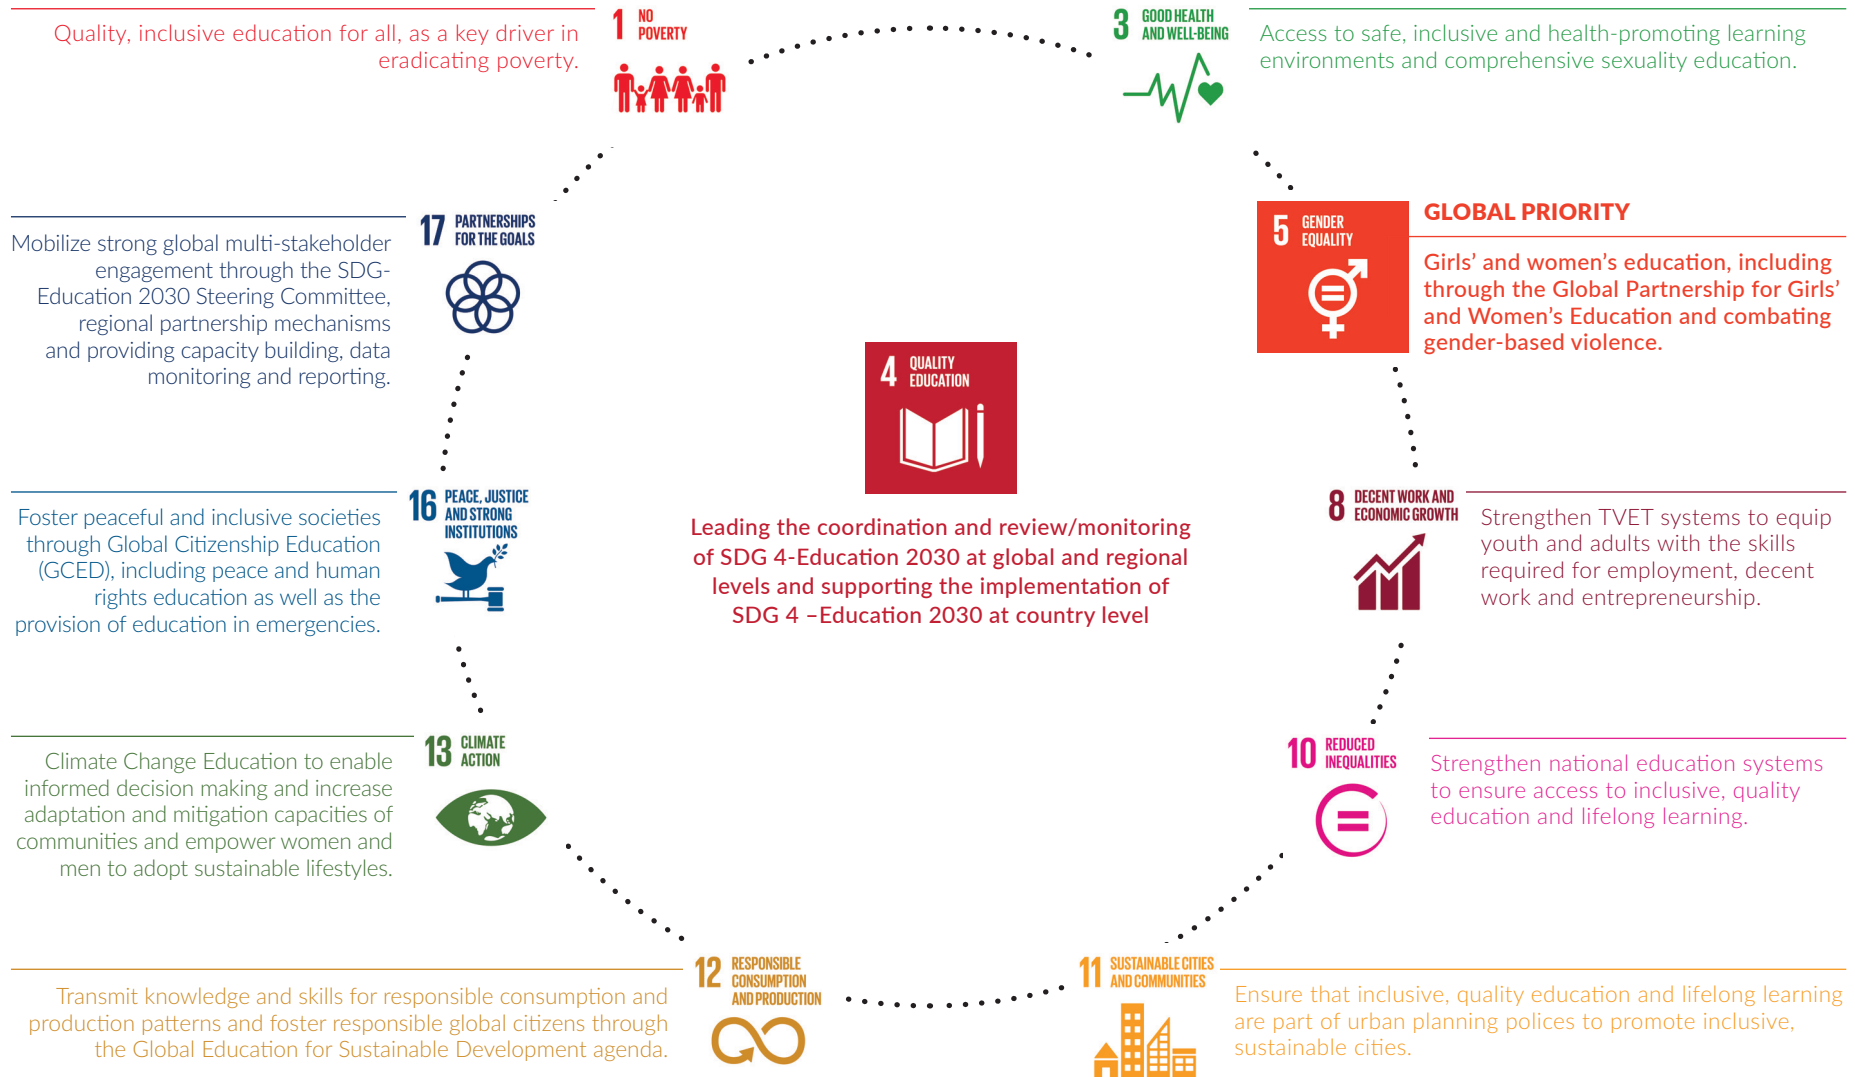 1 NO
POVERTY
Quality, inclusive education for all, as a key driver in
eradicating poverty.
3 GOOD HEALTH
AND WELL-BEING
Access to safe, inclusive and health-promoting learning
environments and comprehensive sexuality education.
17 PARTNERSHIPS
FOR THE GOALS
Mobilize strong global multi-stakeholder
engagement through the SDG-
Education 2030 Steering Committee,
regional partnership mechanisms
and providing capacity building, data
monitoring and reporting.
5 GENDER
EQUALITY
GLOBAL PRIORITY
Girls’ and women’s education, including
through the Global Partnership for Girls’
and Women’s Education and combating
gender-based violence.
4 QUALITY
EDUCATION
Leading the coordination and review/monitoring
of SDG 4-Education 2030 at global and regional
levels and supporting the implementation of
SDG 4 –Education 2030 at country level
16 PEACE, JUSTICE
AND STRONG
INSTITUTIONS
Foster peaceful and inclusive societies
through Global Citizenship Education
(GCED), including peace and human
rights education as well as the
provision of education in emergencies.
8 DECENT WORK AND
ECONOMIC GROWTH
Strengthen TVET systems to equip
youth and adults with the skills
required for employment, decent
work and entrepreneurship.
13 CLIMATE
ACTION
Climate Change Education to enable
informed decision making and increase
adaptation and mitigation capacities of
communities and empower women and
men to adopt sustainable lifestyles.
10 REDUCED
INEQUALITIES
Strengthen national education systems
to ensure access to inclusive, quality
education and lifelong learning.
12 RESPONSIBLE
CONSUMPTION
AND PRODUCTION
Transmit knowledge and skills for responsible consumption and
production patterns and foster responsible global citizens through
the Global Education for Sustainable Development agenda.
11 SUSTAINABLE CITIES
AND COMMUNITIES
Ensure that inclusive, quality education and lifelong learning
are part of urban planning polices to promote inclusive,
sustainable cities.